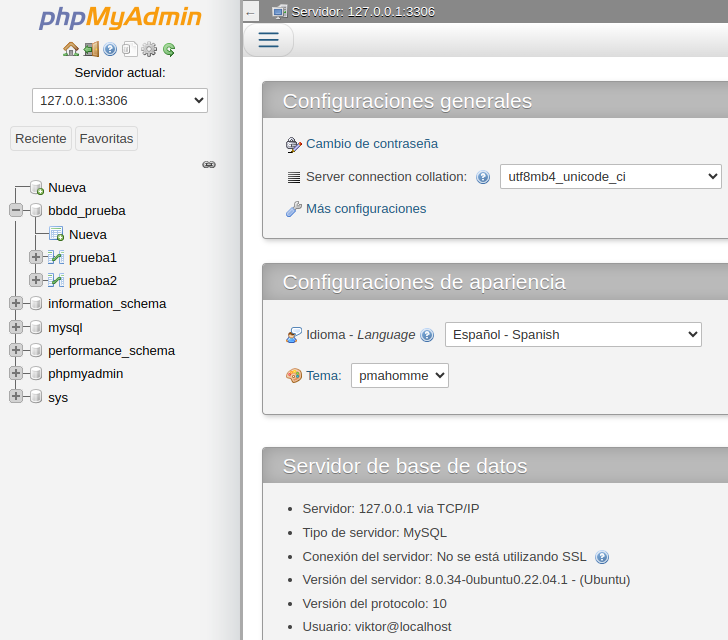 phpMyAdmin
Servidor actual:
127.0.0.1:3306
Reciente
Favoritas
Nueva
bbdd_prueba
Nueva
prueba1
prueba2
information_schema
mysql
performance_schema
phpmyadmin
sys
Servidor: 127.0.0.1:3306
Configuraciones generales
Cambio de contraseña
Server connection collation: utf8mb4_unicode_ci
Más configuraciones
Configuraciones de apariencia
Idioma - Language Español - Spanish
Tema: pmahomme
Servidor de base de datos
Servidor: 127.0.0.1 via TCP/IP
Tipo de servidor: MySQL
Conexión del servidor: No se está utilizando SSL
Versión del servidor: 8.0.34-0ubuntu0.22.04.1 - (Ubuntu)
Versión del protocolo: 10
Usuario: viktor@localhost